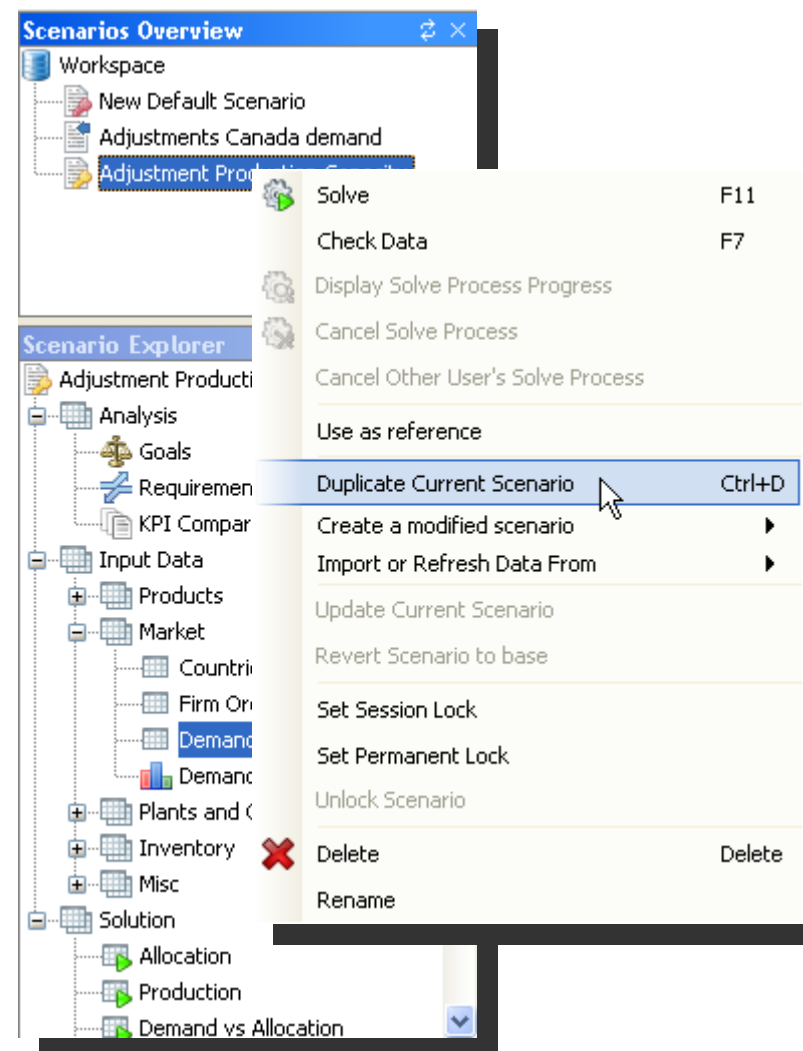 Scenarios Overview
Workspace
New Default Scenario
Adjustments Canada demand
Adjustment
Solve F11
Check Data F7
Display Solve Process Progress
Cancel Solve Process
Cancel Other User's Solve Process
Use as reference
Duplicate Current Scenario Ctrl+D
Create a modified scenario
Import or Refresh Data From
Update Current Scenario
Revert Scenario to base
Set Session Lock
Set Permanent Lock
Unlock Scenario
Delete Delete
Rename
Scenario Explorer
Adjustment Producti
Analysis
Goals
Requiremen
KPI Compar
Input Data
Products
Market
Countri
Firm Or
Demand
Demand
Plants and
Inventory
Misc
Solution
Allocation
Production
Demand vs Allocation